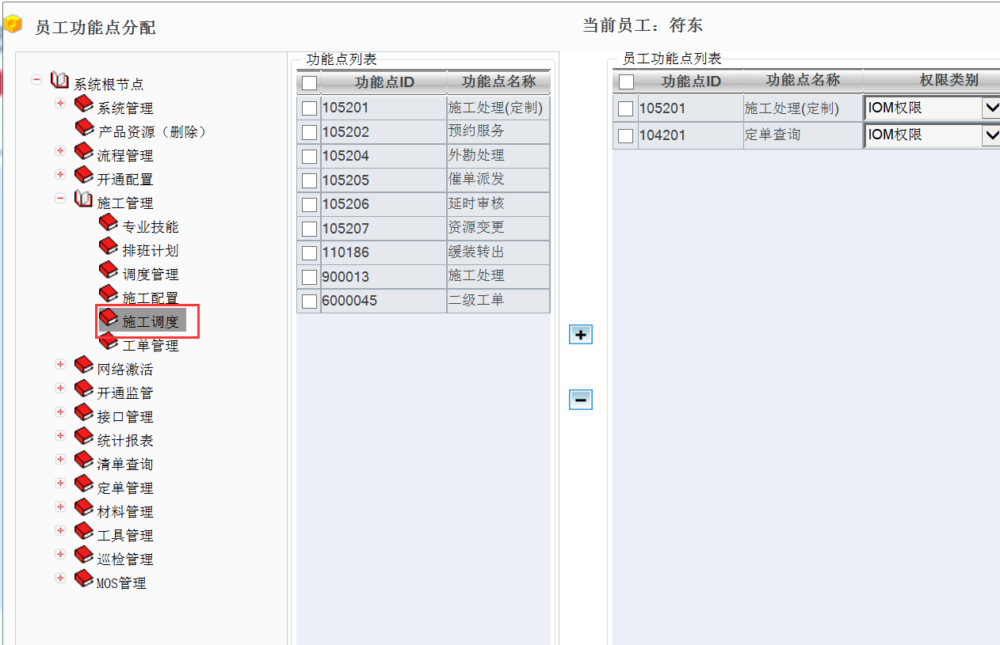 员工功能点分配
当前员工：符东
系统根节点
系统管理
产品资源（删除）
流程管理
开通配置
施工管理
专业技能
排班计划
调度管理
施工配置
施工调度
工单管理
网络激活
开通监管
接口管理
统计报表
清单查询
定单管理
材料管理
工具管理
巡检管理
MOS管理
功能点列表
功能点ID 功能点名称
105201 施工处理(定制)
105202 预约服务
105204 外勘处理
105205 催单派发
105206 延时审核
105207 资源变更
110186 缓装转出
900013 施工处理
6000045 二级工单
员工功能点列表
功能点ID 功能点名称 权限类别
105201 施工处理(定制) IOM权限
104201 定单查询 IOM权限